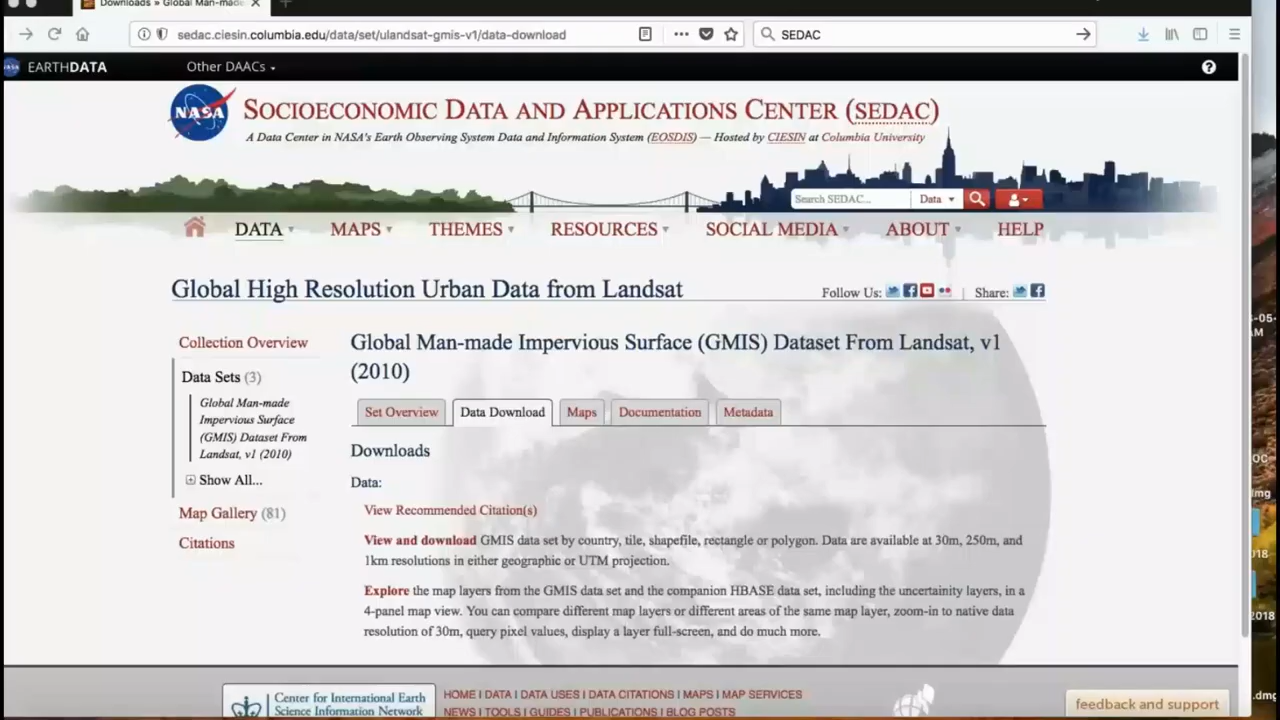 Downloads » Global Man-made
sedac.ciesin.columbia.edu/data/set/ulandsat-gmis-v1/data-download
SEDAC
EARTHDATA
Other DAACs
?
NASA
SOCIOECONOMIC DATA AND APPLICATIONS CENTER (SEDAC)
A Data Center in NASA's Earth Observing System Data and Information System (EOSDIS) — Hosted by CIESIN at Columbia University
Search SEDAC...
Data
DATA
MAPS
THEMES
RESOURCES
SOCIAL MEDIA
ABOUT
HELP
Global High Resolution Urban Data from Landsat
Follow Us:
| Share:
Collection Overview
Data Sets (3)
Global Man-made
Impervious Surface
(GMIS) Dataset From
Landsat, v1 (2010)
Show All...
Map Gallery (81)
Citations
Global Man-made Impervious Surface (GMIS) Dataset From Landsat, v1
(2010)
Set Overview
Data Download
Maps
Documentation
Metadata
Downloads
Data:
View Recommended Citation(s)
View and download GMIS data set by country, tile, shapefile, rectangle or polygon. Data are available at 30m, 250m, and
1km resolutions in either geographic or UTM projection.
Explore the map layers from the GMIS data set and the companion HBASE data set, including the uncertainity layers, in a
4-panel map view. You can compare different map layers or different areas of the same map layer, zoom-in to native data
resolution of 30m, query pixel values, display a layer full-screen, and do much more.
Center for International Earth
Science Information Network
HOME | DATA | DATA USES | DATA CITATIONS | MAPS | MAP SERVICES
NEWS | TOOLS | GUIDES | PUBLICATIONS | BLOG POSTS
feedback and support